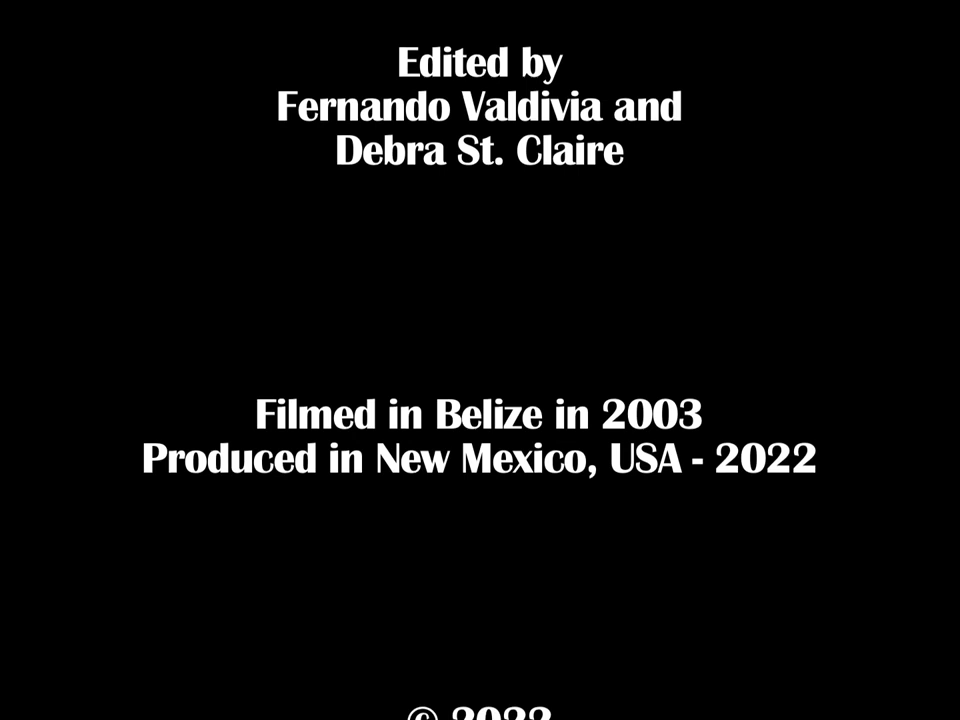 Edited by
Fernando Valdivia and
Debra St. Claire
Filmed in Belize in 2003
Produced in New Mexico, USA - 2022
© 2022